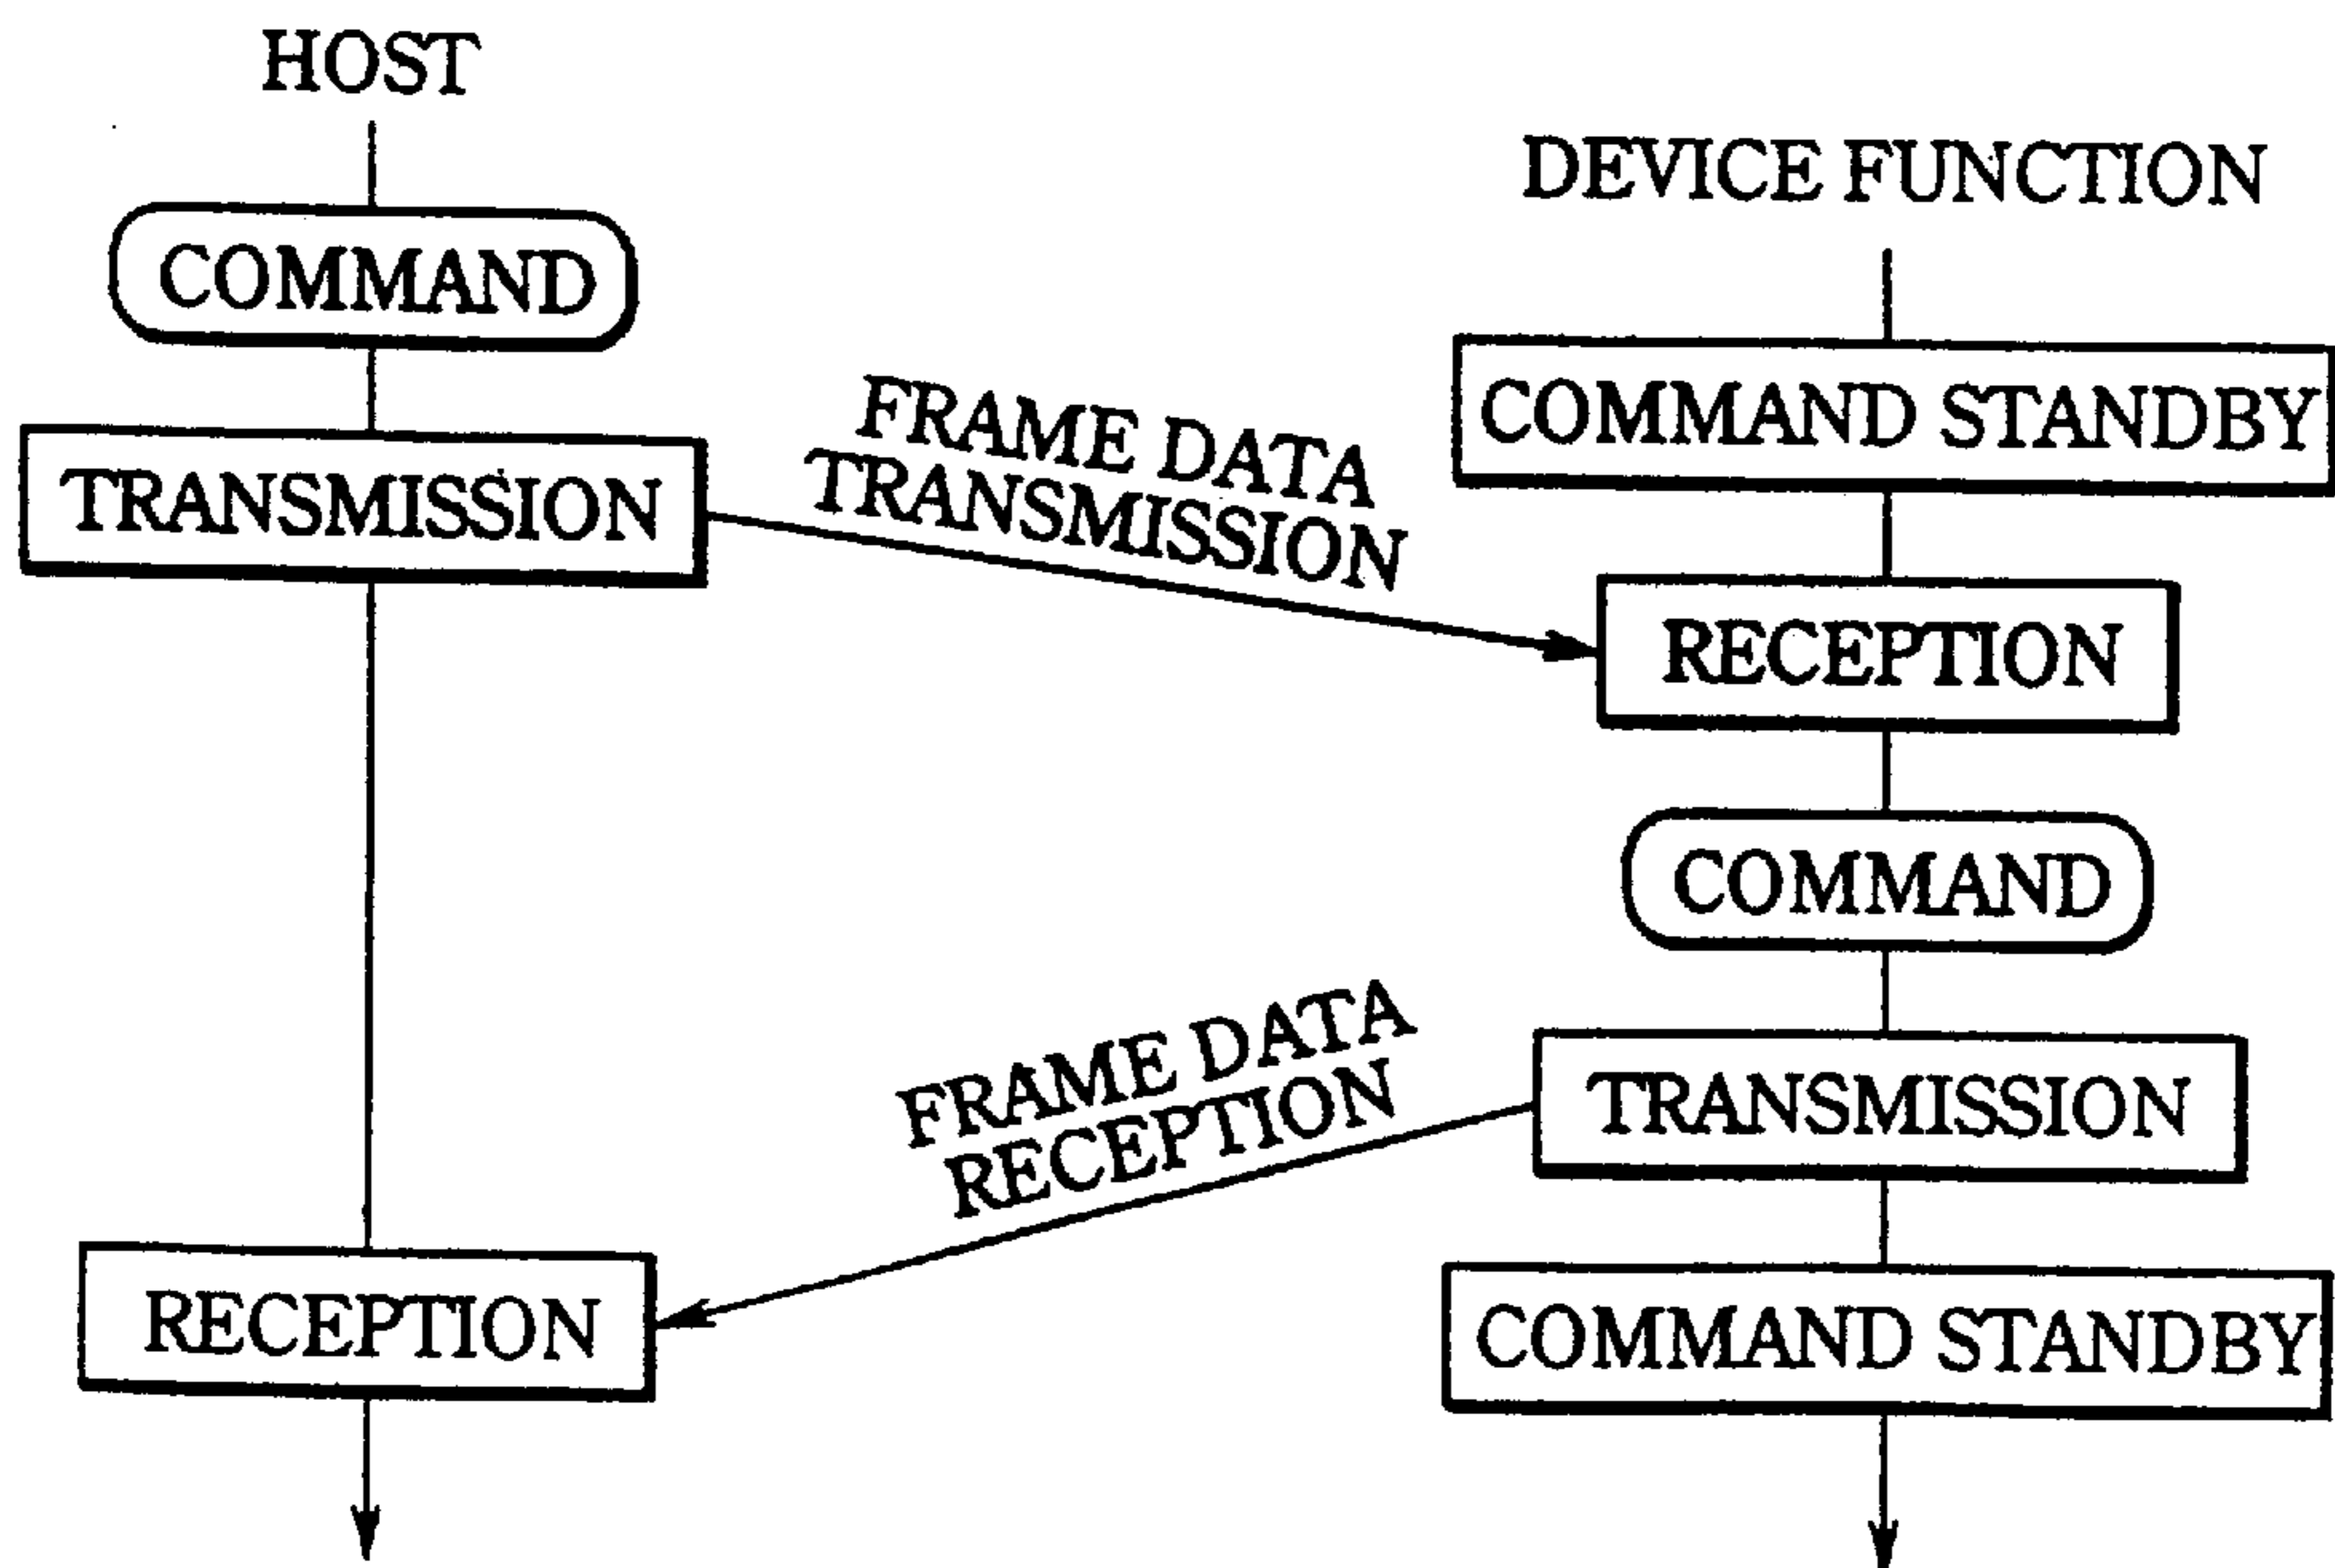 HOST
COMMAND
TRANSMISSION
RECEPTION
FRAME DATA
TRANSMISSION
FRAME DATA
RECEPTION
DEVICE FUNCTION
COMMAND STANDBY
RECEPTION
COMMAND
TRANSMISSION
COMMAND STANDBY